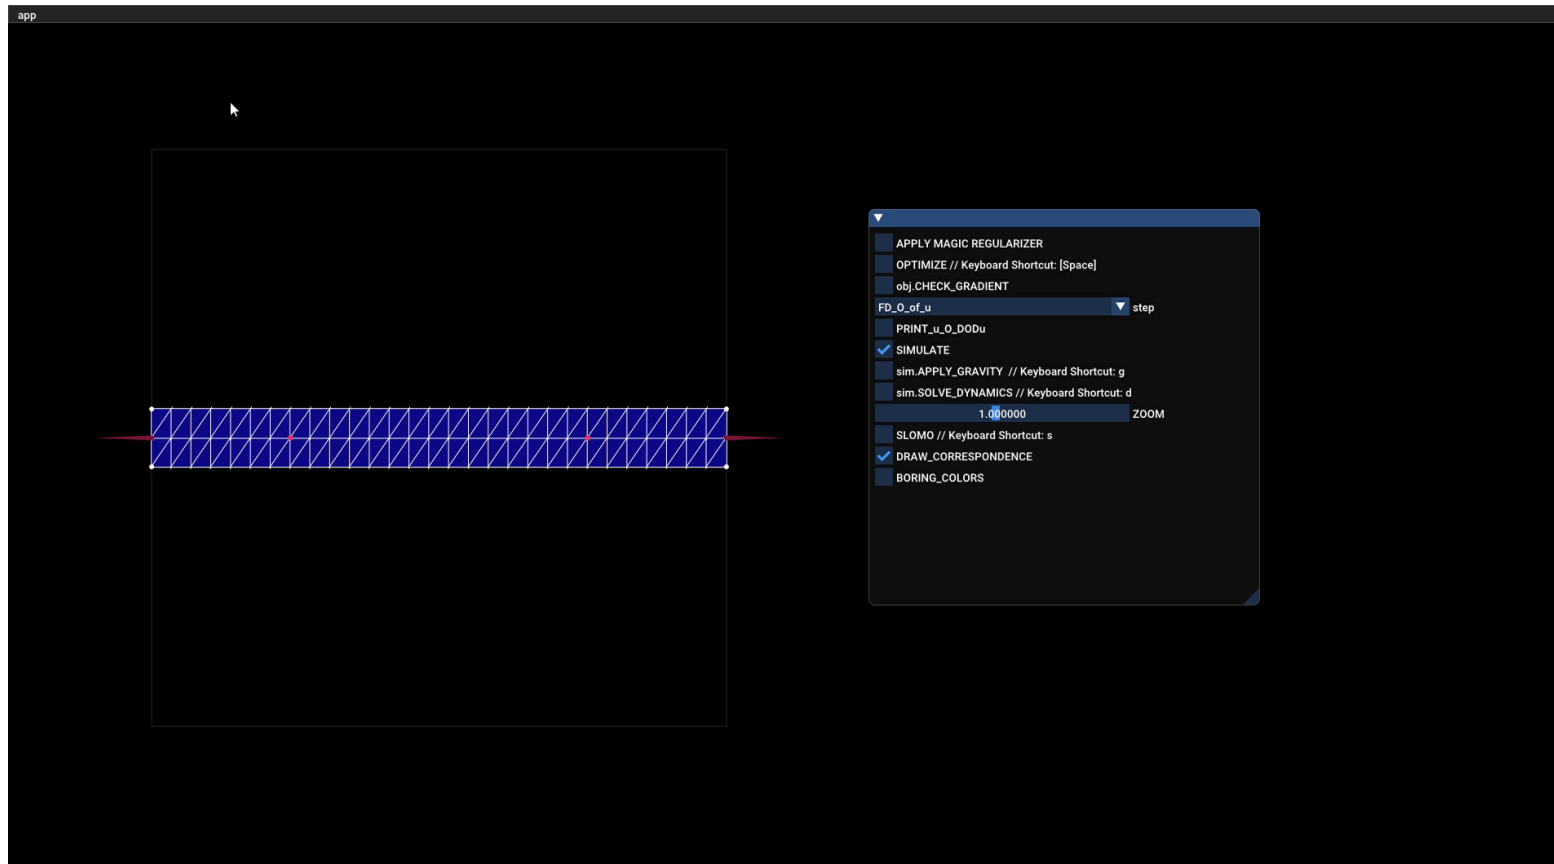 app
APPLY MAGIC REGULARIZER
OPTIMIZE // Keyboard Shortcut: [Space]
obj.CHECK_GRADIENT
FD_O_of_u step
PRINT_u_O_DODu
SIMULATE
sim.APPLY_GRAVITY // Keyboard Shortcut: g
sim.SOLVE_DYNAMICS // Keyboard Shortcut: d
1.000000 ZOOM
SLOMO // Keyboard Shortcut: s
DRAW_CORRESPONDENCE
BORING_COLORS